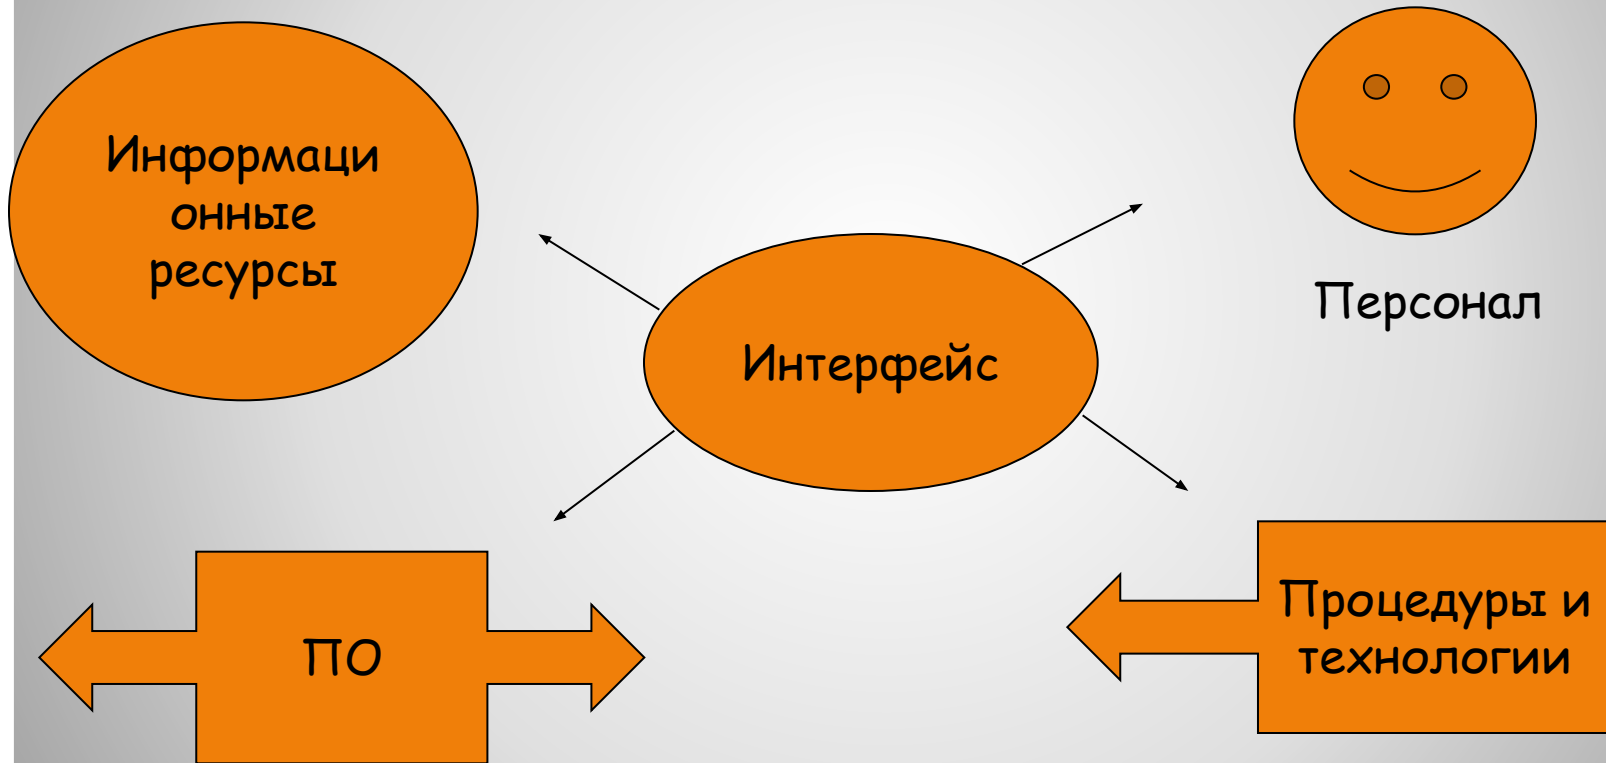 Информаци
онные
ресурсы
Персонал
Интерфейс
ПО
Процедуры и
технологии